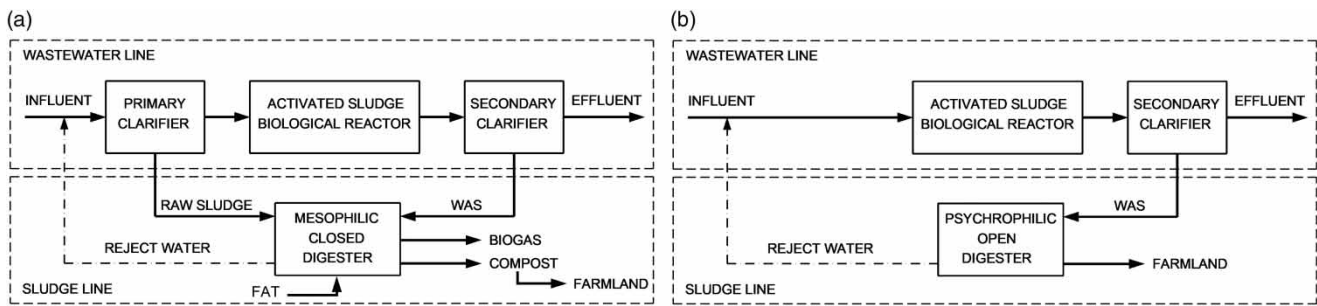 (a)
WASTEWATER LINE
INFLUENT
PRIMARY
CLARIFIER
ACTIVATED SLUDGE
BIOLOGICAL REACTOR
SECONDARY
CLARIFIER
EFFLUENT
RAW SLUDGE
WAS
MESOPHILIC
CLOSED
DIGESTER
REJECT WATER
BIOGAS
COMPOST
FAT
FARMLAND
SLUDGE LINE
(b)
WASTEWATER LINE
INFLUENT
ACTIVATED SLUDGE
BIOLOGICAL REACTOR
SECONDARY
CLARIFIER
EFFLUENT
WAS
PSYCHROPHILIC
OPEN
DIGESTER
REJECT WATER
FARMLAND
SLUDGE LINE